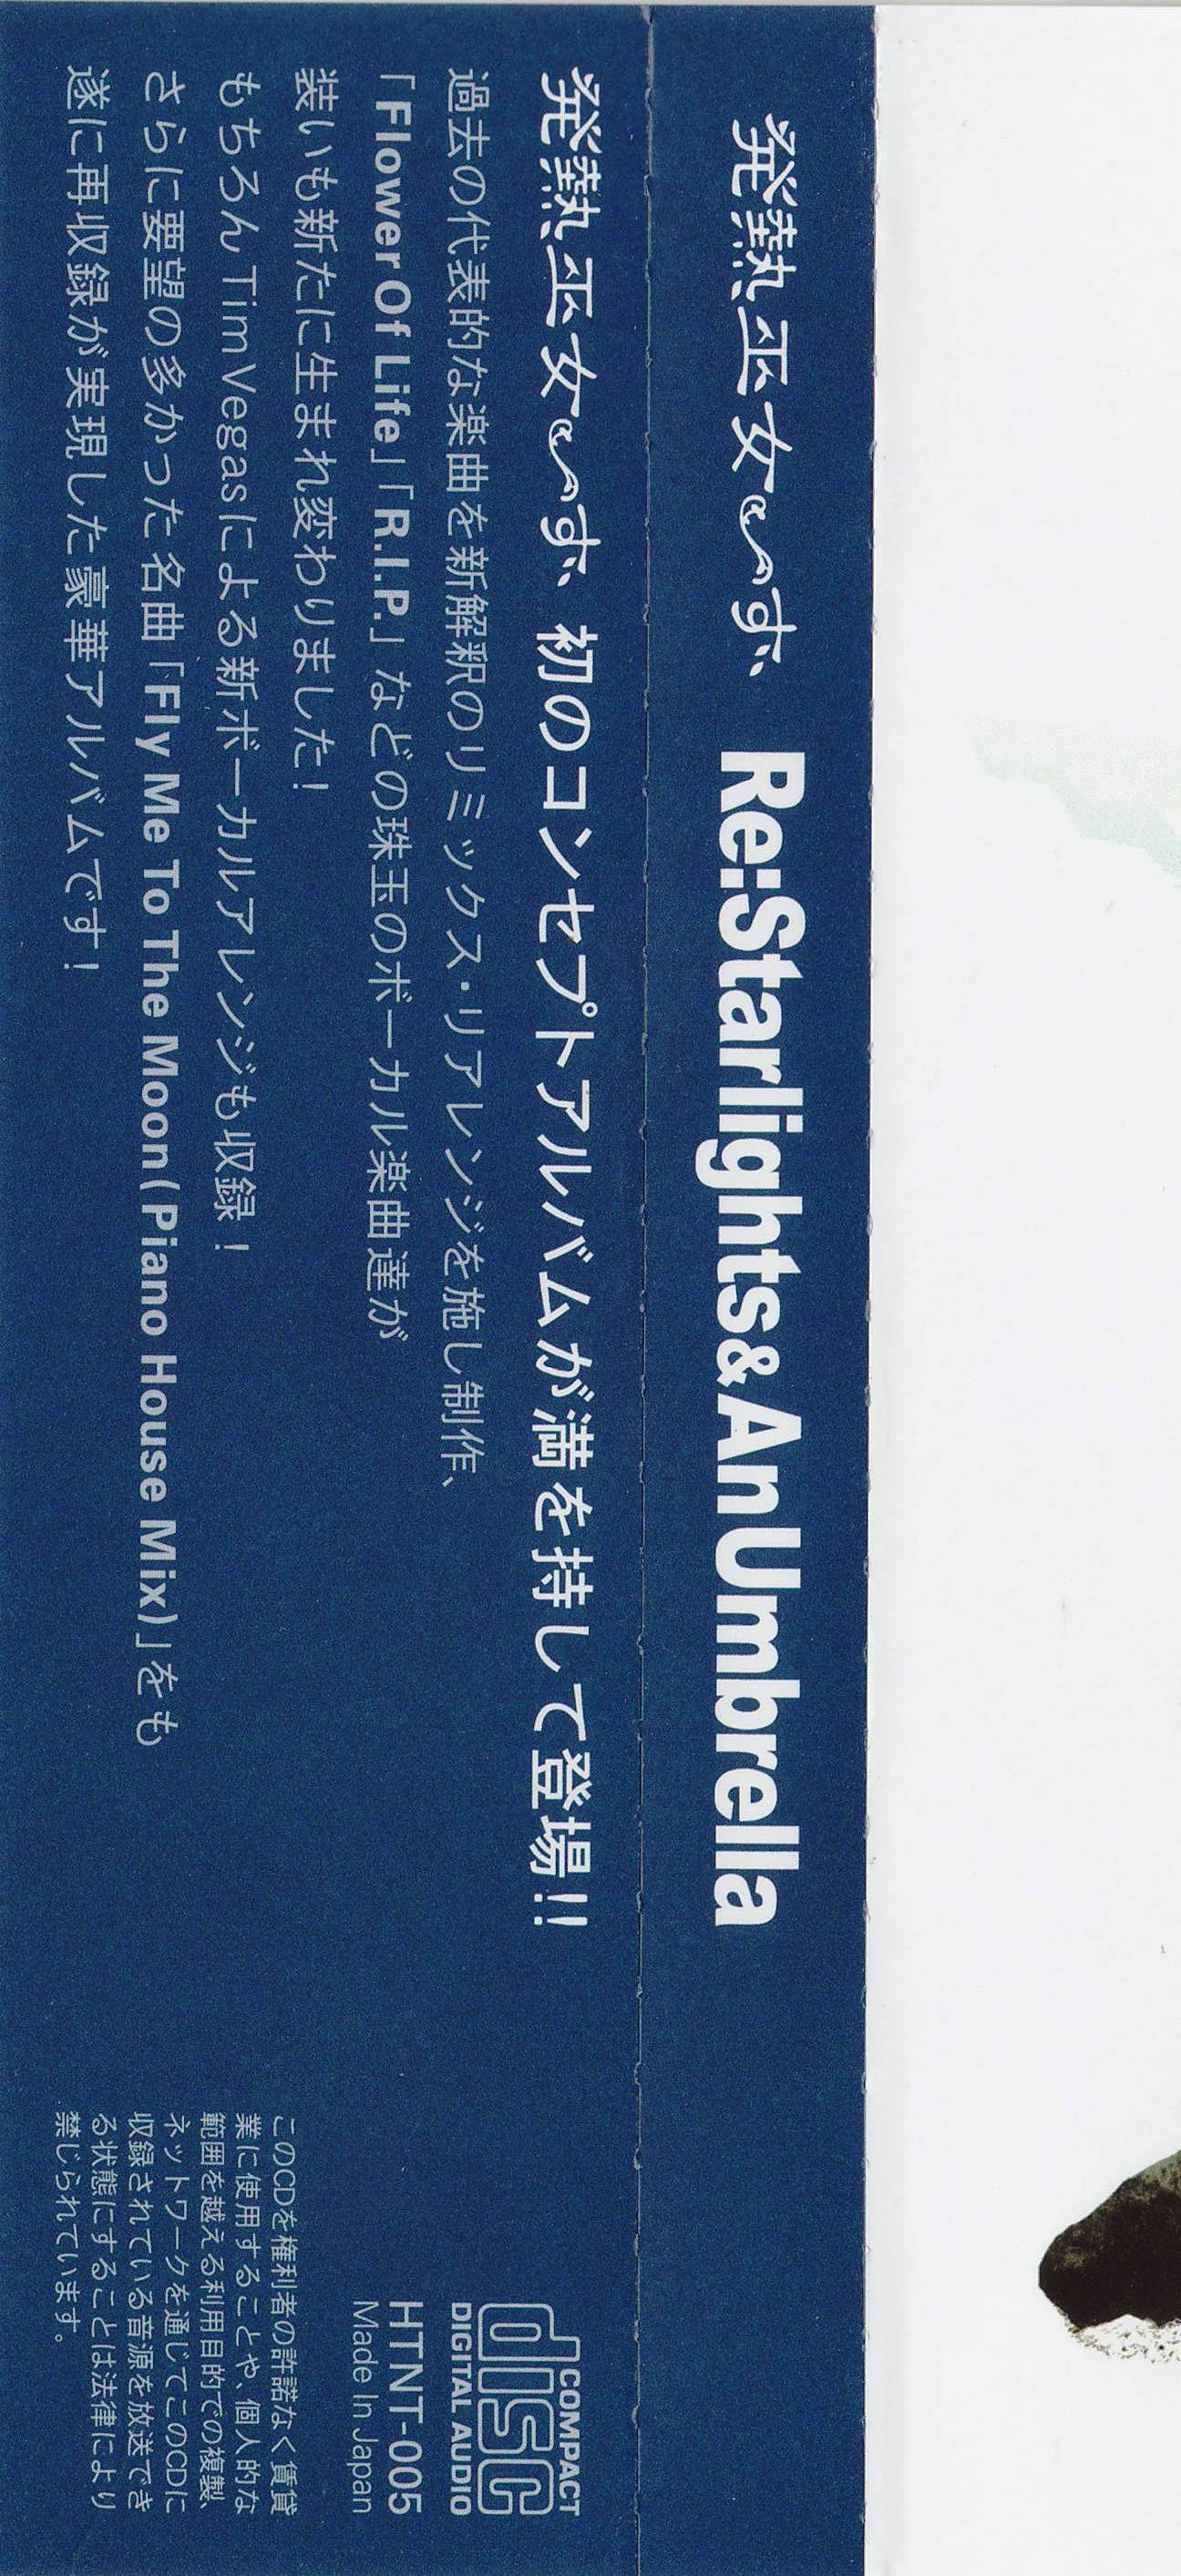 発熱巫女〜ず Re:Starlights&An Umbrella
発熱巫女〜ず 初のコンセプトアルバムが満を持して登場!!
過去の代表的な楽曲を新解釈のリミックス・リアレンジを施し制作、
「Flower Of Life」「R.I.P.」などの珠玉のボーカル楽曲達が
装いも新たに生まれ変わりました！
もちろんTimVegasによる新ボーカルアレンジも収録！
さらに要望の多かった名曲「Fly Me To The Moon(Piano House Mix)」をも
遂に再収録が実現した豪華アルバムです！
COMPACT
disc
DIGITAL AUDIO
HTNT-005
Made In Japan
このCDを権利者の許諾なく賃貸
業に使用することや、個人的な
範囲を越える利用目的での複製、
ネットワークを通じてこのCDに
収録されている音源を放送でき
る状態にすることは法律により
禁じられています。